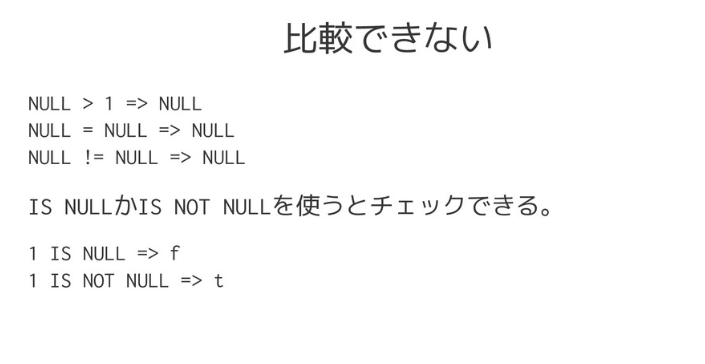 比較できない
NULL > 1 => NULL
NULL = NULL => NULL
NULL != NULL => NULL
IS NULLかIS NOT NULLを使うとチェックできる。
1 IS NULL => f
1 IS NOT NULL => t